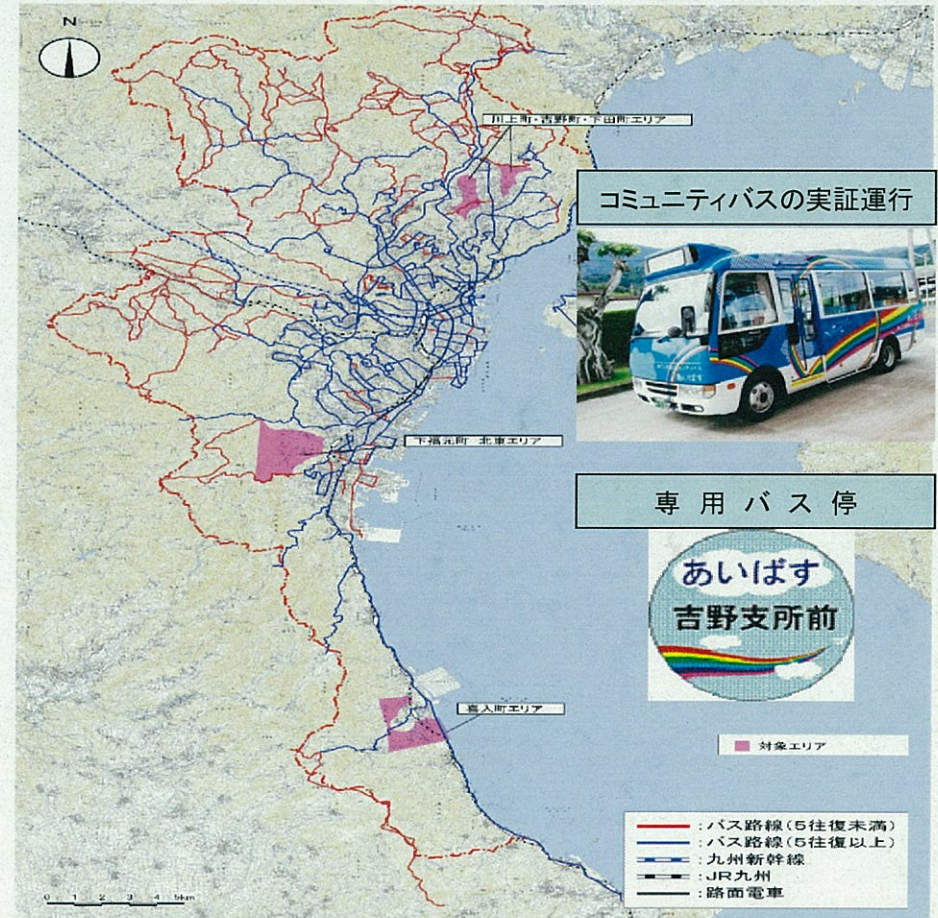 N
川上町・吉野町・下田町エリア
コミュニティバスの実証運行
あいばす
下福元町 北東エリア
専用バス停
あいばす
吉野支所前
喜入町エリア
対象エリア
:バス路線(5往復未満)
:バス路線(5往復以上)
:九州新幹線
:JR九州
:路面電車
0 1 2 3 4 5km